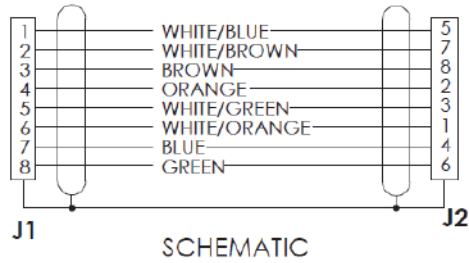 1 WHITE/BLUE 5
2 WHITE/BROWN 7
3 BROWN 8
4 ORANGE 2
5 WHITE/GREEN 3
6 WHITE/ORANGE 1
7 BLUE 4
8 GREEN 6
J1 J2
SCHEMATIC